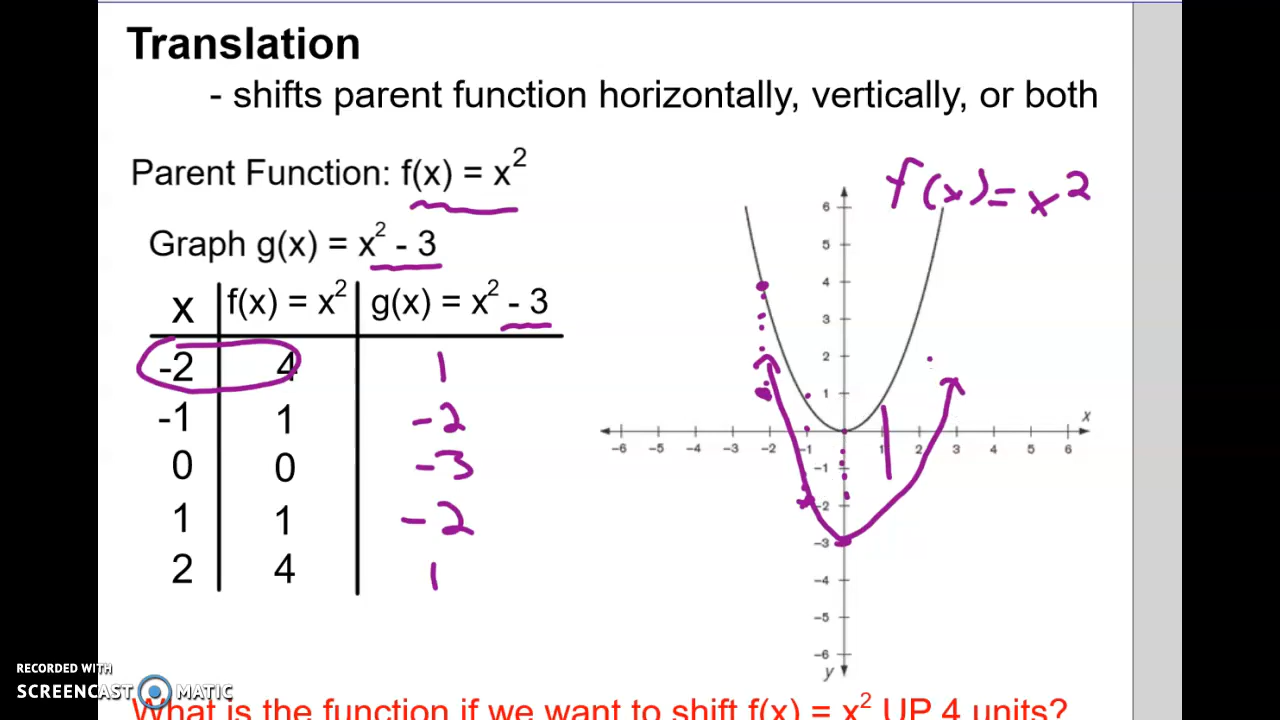 Translation
- shifts parent function horizontally, vertically, or both
Parent Function: f(x) = x²
f(x) = x²
Graph g(x) = x² - 3
x f(x) = x² g(x) = x² - 3
-2 4 1
-1 1 -2
0 0 -3
1 1 -2
2 4 1
6
5
4
3
2
1
x
-6 -5 -4 -3 -2 -1 1 2 3 4 5 6
-1
-2
-3
-4
-5
-6
y
RECORDED WITH
SCREENCAST MATIC
What is the function if we want to shift f(x) = x² UP 4 units?